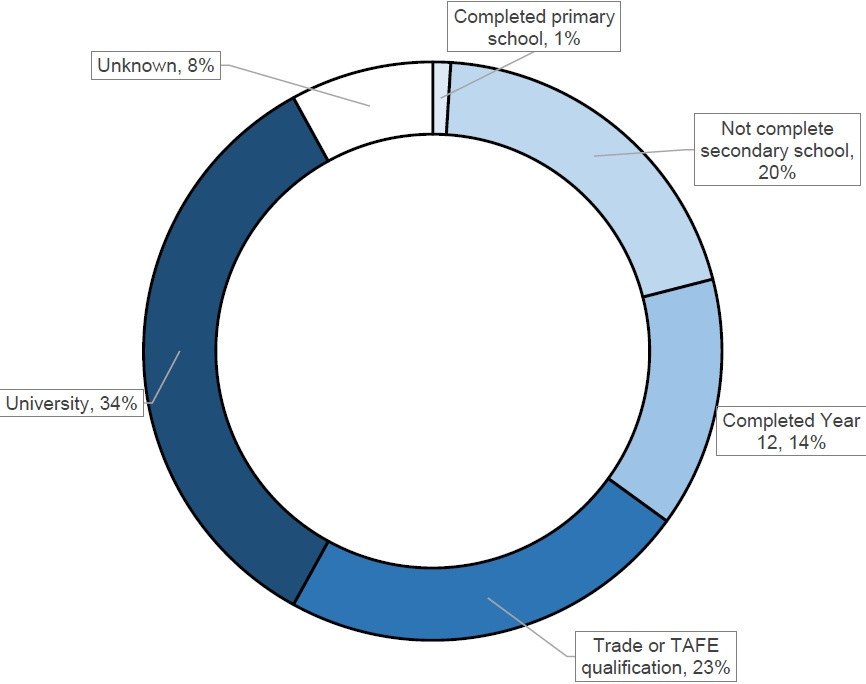 Completed primary
school, 1%
Unknown, 8%
Not complete
secondary school,
20%
University, 34%
Completed Year
12, 14%
Trade or TAFE
qualification, 23%